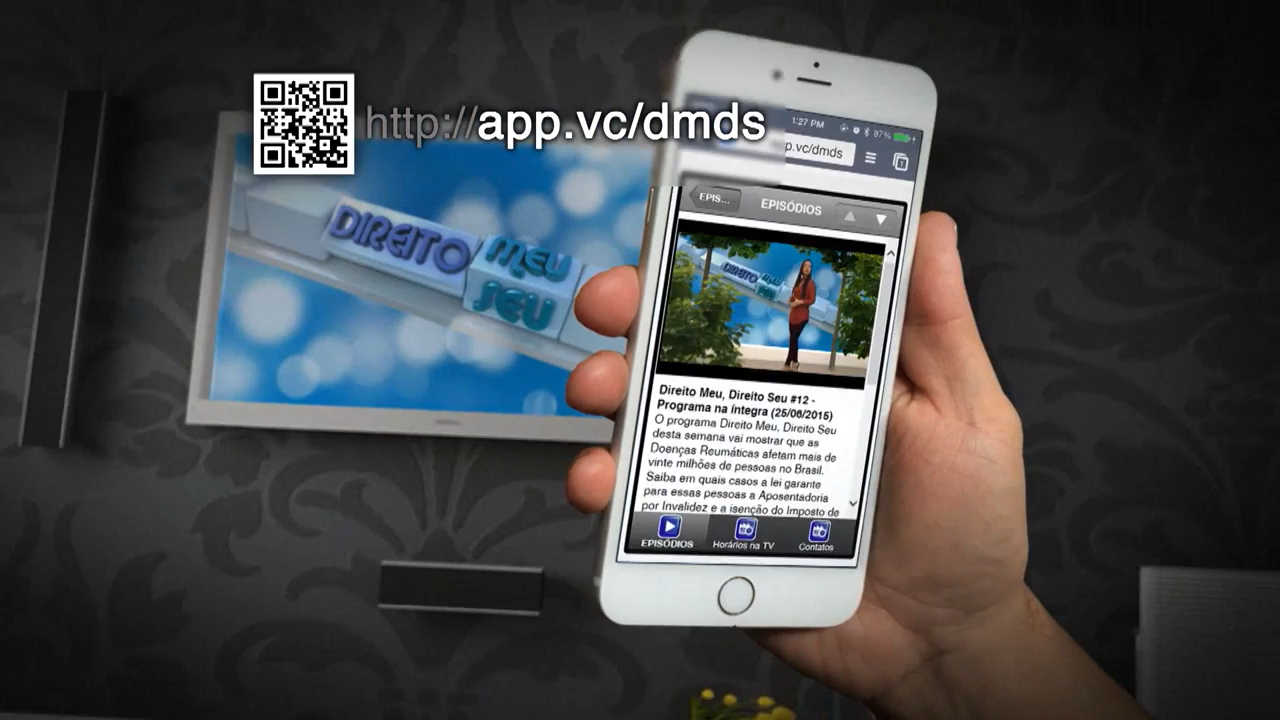 http://app.vc/dmds
DIREITO
MEU
SEU
1:27 PM
97%
p.vc/dmds
EPIS...
EPISÓDIOS
DIREITO
MEU
SEU
Direito Meu, Direito Seu #12 -
Programa na íntegra (25/06/2015)
O programa Direito Meu, Direito Seu
desta semana vai mostrar que as
Doenças Reumáticas afetam mais de
vinte milhões de pessoas no Brasil.
Saiba em quais casos a lei garante
para essas pessoas a Aposentadoria
por Invalidez e a isenção do Imposto de
EPISÓDIOS
Horários na TV
Contatos